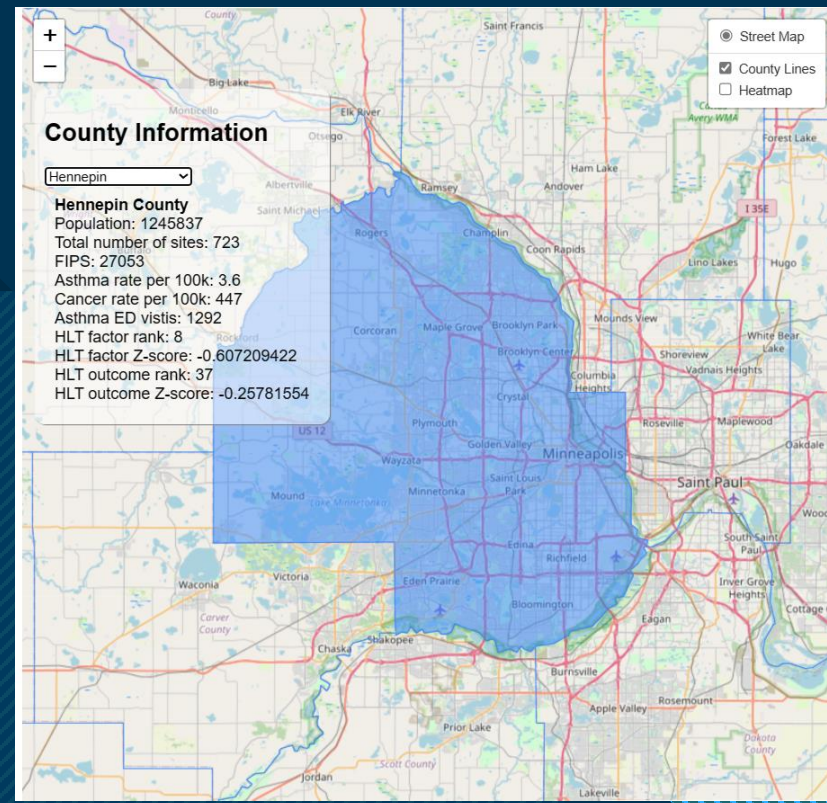 +
−
Street Map
County Lines
Heatmap
County Information
Hennepin
Hennepin County
Population: 1245837
Total number of sites: 723
FIPS: 27053
Asthma rate per 100k: 3.6
Cancer rate per 100k: 447
Asthma ED vistis: 1292
HLT factor rank: 8
HLT factor Z-score: -0.607209422
HLT outcome rank: 37
HLT outcome Z-score: -0.25781554
County
Saint Francis
Big Lake
Monticello
Elk River
Otsego
Avery WMA
Forest Lake
Ham Lake
Albertville
Ramsey
Andover
Saint Michael
I 35E
Rogers
Champlin
Coon Rapids
Lino Lakes
Hugo
Rockford
Corcoran
Maple Grove
Brooklyn Park
Mounds View
White Bear
Lake
Brooklyn Center
Shoreview
Vadnais Heights
Columbia
Heights
Crystal
US 12
Plymouth
Roseville
Maplewood
Golden Valley
Minneapolis
Oakdale
Wayzata
Saint Louis
Park
Saint Paul
Mound
Lake Minnetonka
Minnetonka
Wood
Edina
South Saint
Paul
Richfield
Waconia
Victoria
Eden Prairie
Inver Grove
Heights
Bloomington
Cottage
Carver
County
Eagan
Shakopee
Chaska
Burnsville
Apple Valley
Rosemount
Prior Lake
Dakota
County
Scott County
Jordan
Lakeville